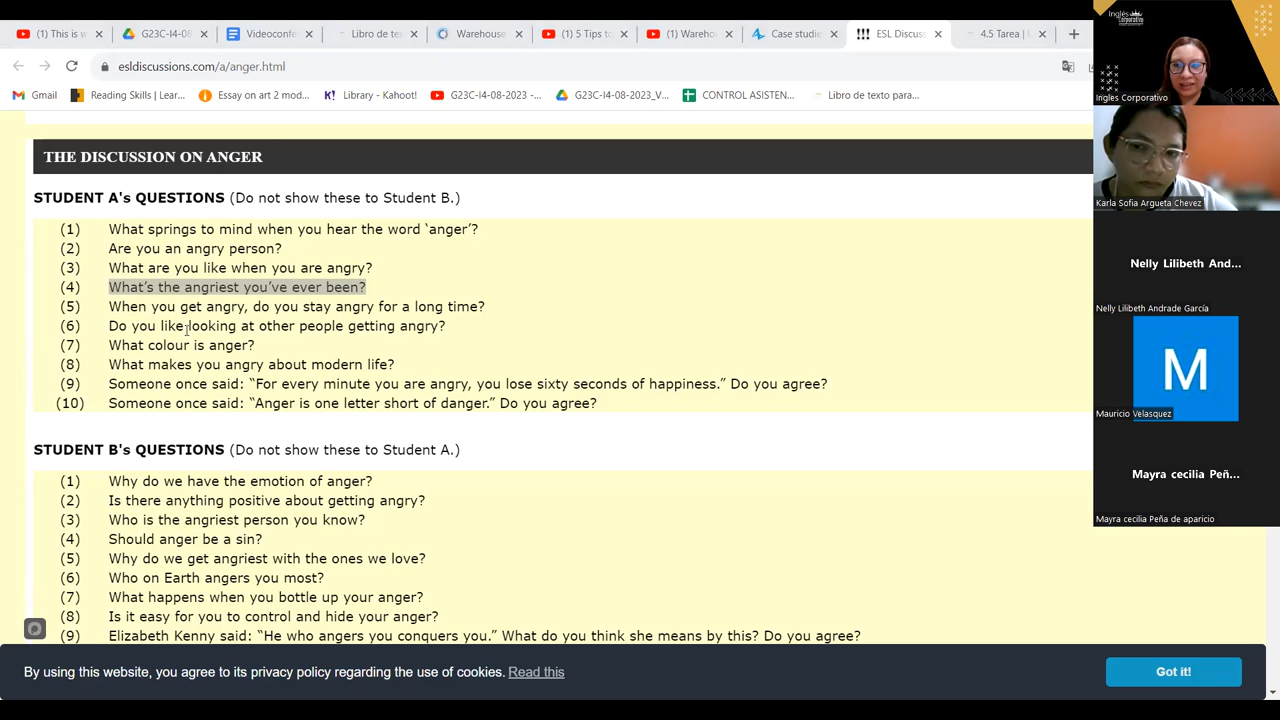 (1) This is w
G23C-I4-08-
Videoconfer
Libro de tex
Warehouse
(1) 5 Tips to
(1) Wareho
Case studie
ESL Discuss
4.5 Tarea | U
esldiscussions.com/a/anger.html
Gmail
Reading Skills | Lear...
Essay on art 2 mod...
Library - Kano
G23C-I4-08-2023 -...
G23C-I4-08-2023_V...
CONTROL ASISTEN...
Libro de texto para...
THE DISCUSSION ON ANGER
STUDENT A's QUESTIONS (Do not show these to Student B.)
(1) What springs to mind when you hear the word ‘anger’?
(2) Are you an angry person?
(3) What are you like when you are angry?
(4) What’s the angriest you’ve ever been?
(5) When you get angry, do you stay angry for a long time?
(6) Do you like looking at other people getting angry?
(7) What colour is anger?
(8) What makes you angry about modern life?
(9) Someone once said: “For every minute you are angry, you lose sixty seconds of happiness.” Do you agree?
(10) Someone once said: “Anger is one letter short of danger.” Do you agree?
STUDENT B's QUESTIONS (Do not show these to Student A.)
(1) Why do we have the emotion of anger?
(2) Is there anything positive about getting angry?
(3) Who is the angriest person you know?
(4) Should anger be a sin?
(5) Why do we get angriest with the ones we love?
(6) Who on Earth angers you most?
(7) What happens when you bottle up your anger?
(8) Is it easy for you to control and hide your anger?
(9) Elizabeth Kenny said: “He who angers you conquers you.” What do you think she means by this? Do you agree?
By using this website, you agree to its privacy policy regarding the use of cookies. Read this
Got it!
Inglés
Corporativo
Ingles Corporativo
Karla Sofia Argueta Chevez
Nelly Lilibeth And...
Nelly Lilibeth Andrade García
M
Mauricio Velasquez
Mayra cecilia Peñ...
Mayra cecilia Peña de aparicio